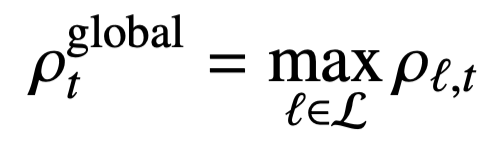 ρ_t^global = max_{ℓ∈ℒ} ρ_{ℓ,t}